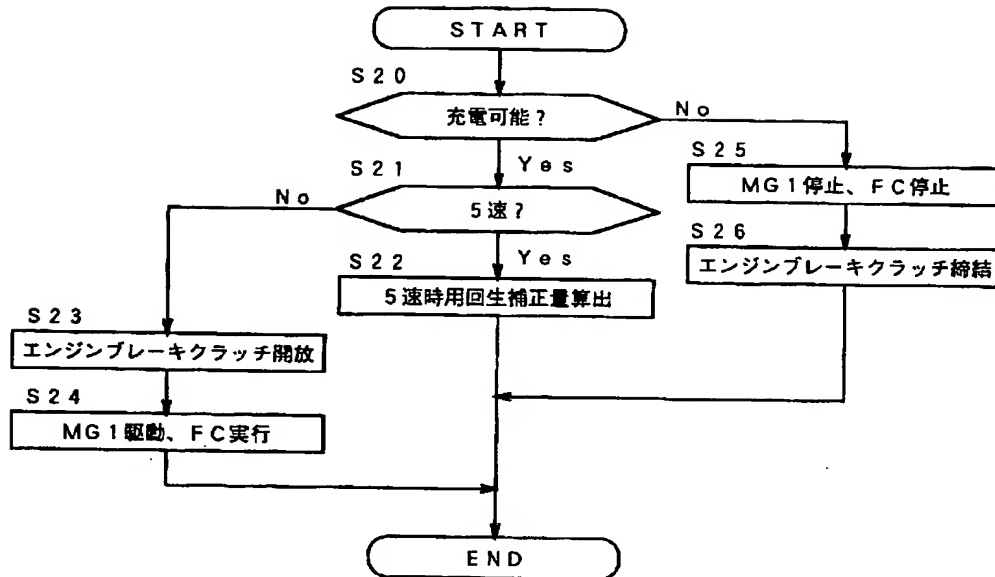 START
S20
充電可能?
No
Yes
S25
MG1停止、FC停止
S21
No
5速?
S26
Yes
エンジンブレーキクラッチ締結
S22
5速時用回生補正量算出
S23
エンジンブレーキクラッチ開放
S24
MG1駆動、FC実行
END